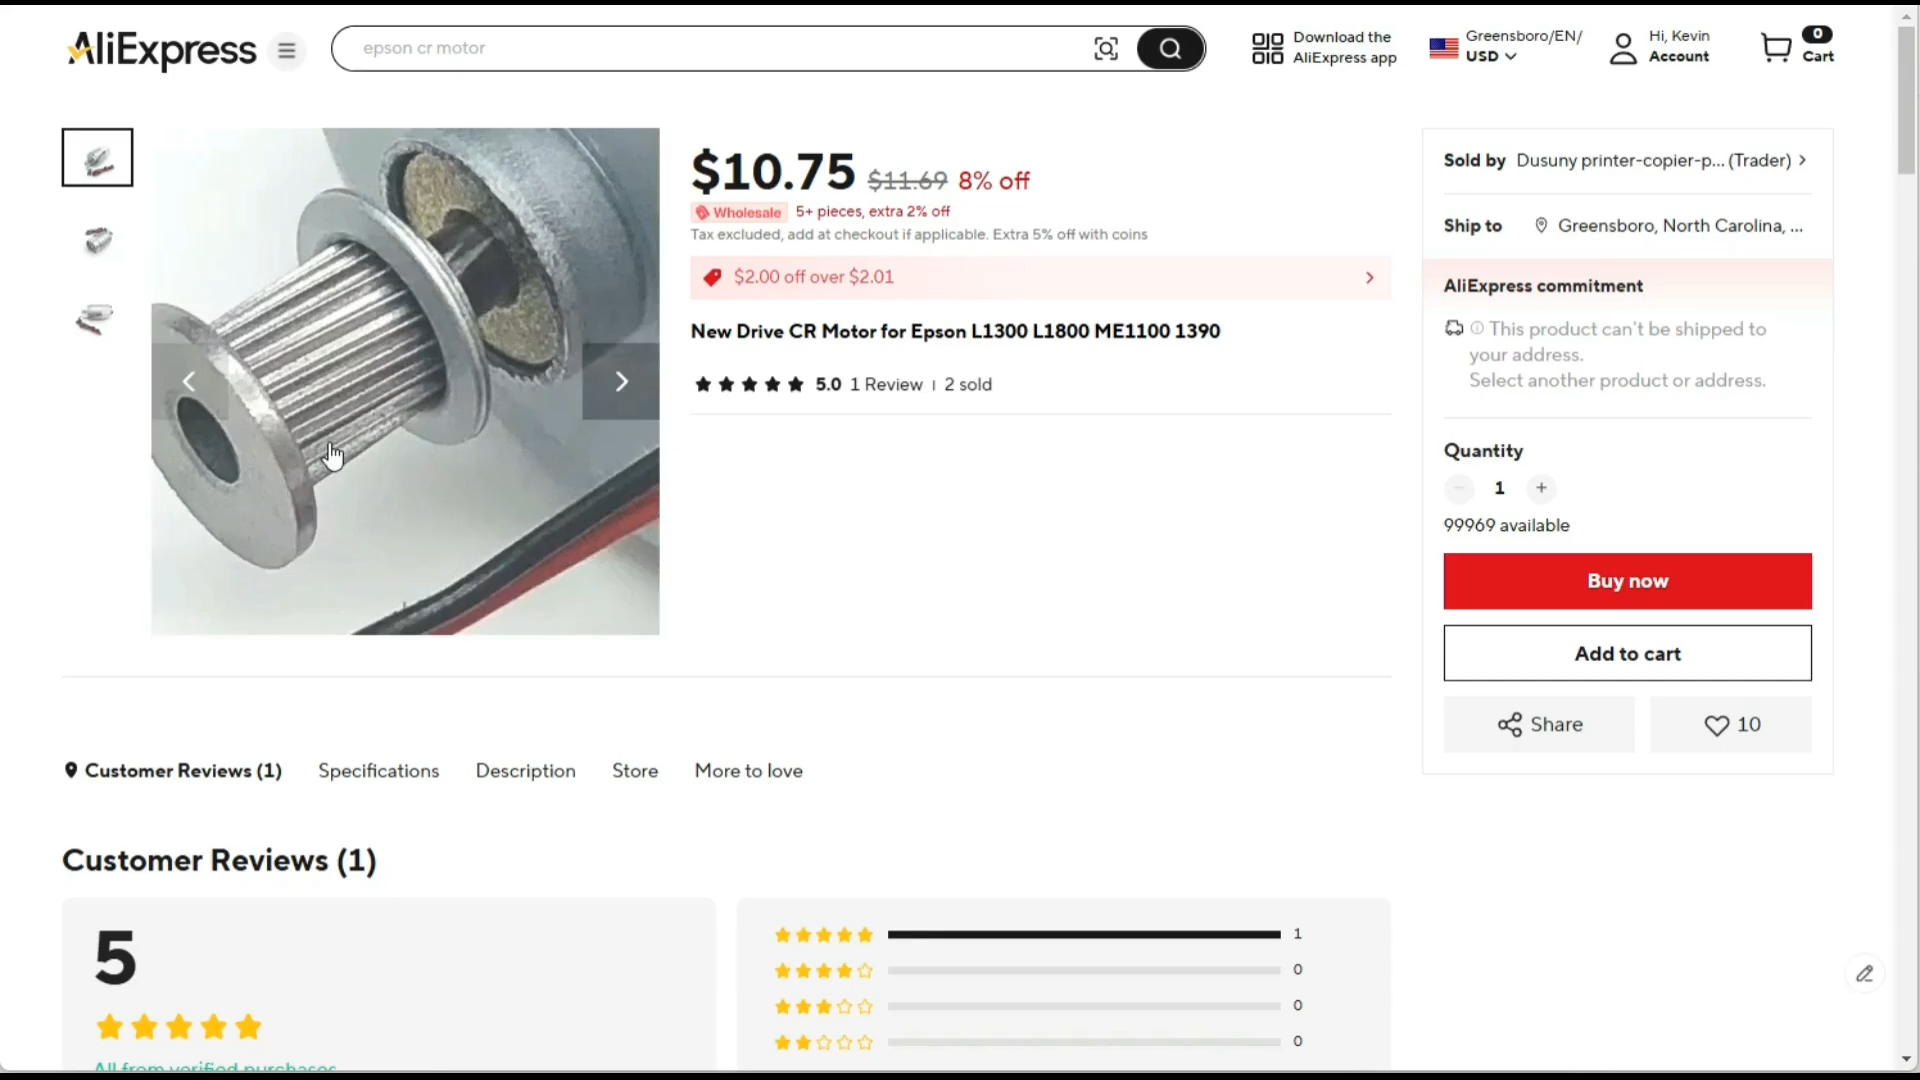 AliExpress
epson cr motor
Download the
AliExpress app
Greensboro/EN/
USD
Hi, Kevin
Account
0
Cart
$10.75 $11.69 8% off
Wholesale 5+ pieces, extra 2% off
Tax excluded, add at checkout if applicable. Extra 5% off with coins
$2.00 off over $2.01
New Drive CR Motor for Epson L1300 L1800 ME1100 1390
5.0 1 Review | 2 sold
Sold by Dusuny printer-copier-p... (Trader)
Ship to Greensboro, North Carolina, ...
AliExpress commitment
This product can't be shipped to
your address.
Select another product or address.
Quantity
1
99969 available
Buy now
Add to cart
Share
10
Customer Reviews (1) Specifications Description Store More to love
Customer Reviews (1)
5
All from verified purchases
1
0
0
0